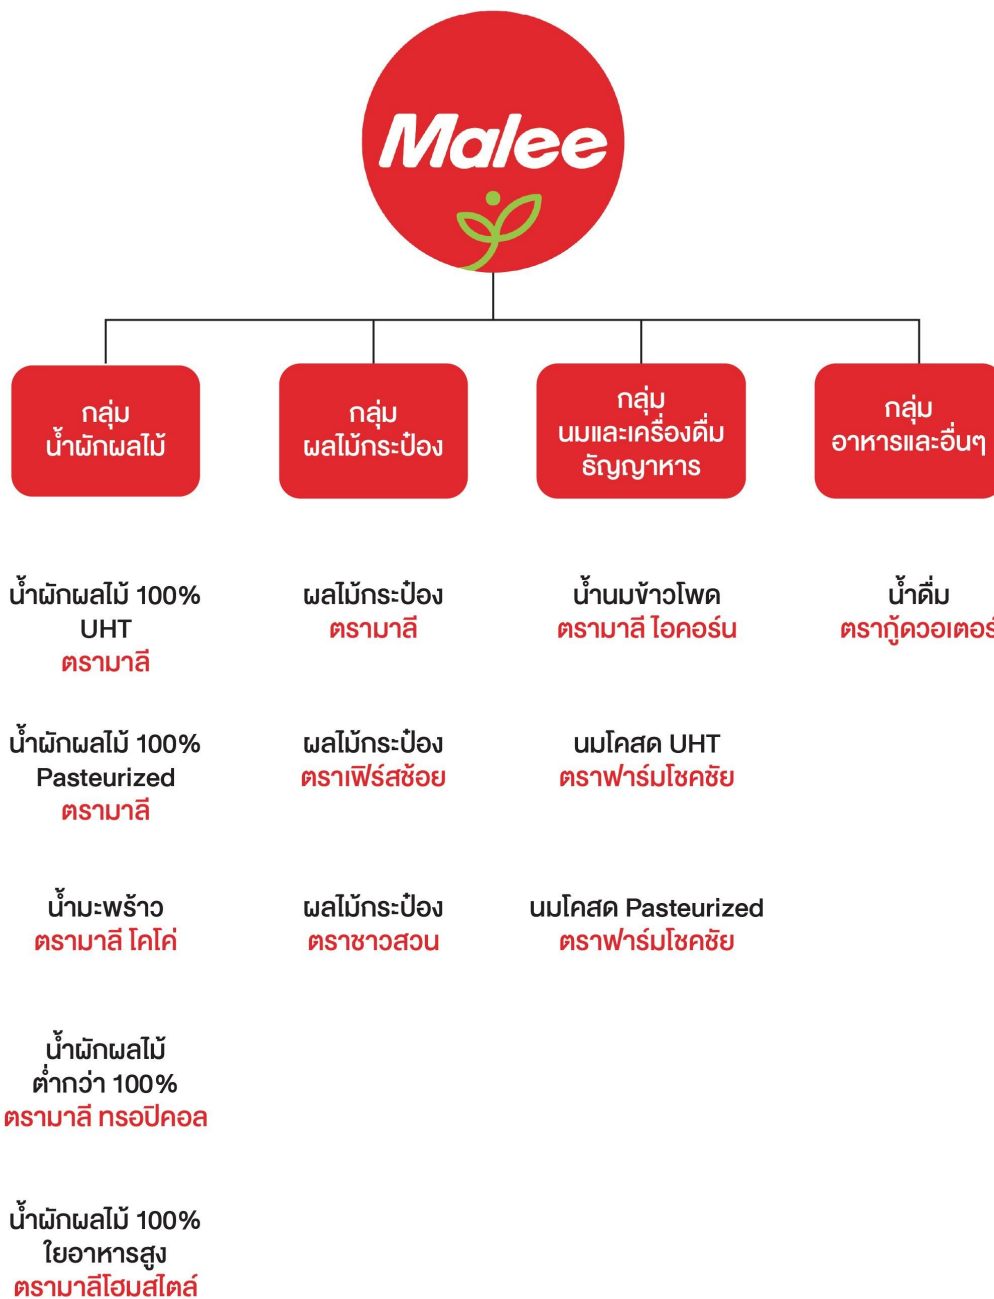 Malee
กลุ่ม
น้ำผักผลไม้
กลุ่ม
ผลไม้กระป๋อง
กลุ่ม
นมและเครื่องดื่ม
ธัญญาหาร
กลุ่ม
อาหารและอื่นๆ
น้ำผักผลไม้ 100%
UHT
ตรามาลี
น้ำผักผลไม้ 100%
Pasteurized
ตรามาลี
น้ำมะพร้าว
ตรามาลี โคโค่
น้ำผักผลไม้
ต่ำกว่า 100%
ตรามาลี ทรอปิคอล
น้ำผักผลไม้ 100%
ใยอาหารสูง
ตรามาลีโฮมสไตล์
ผลไม้กระป๋อง
ตรามาลี
ผลไม้กระป๋อง
ตราเฟิร์สช้อย
ผลไม้กระป๋อง
ตราชาวสวน
น้ำนมข้าวโพด
ตรามาลี ไอคอร์น
นมโคสด UHT
ตราฟาร์มโชคชัย
นมโคสด Pasteurized
ตราฟาร์มโชคชัย
น้ำดื่ม
ตรากู้ดวอเตอร์